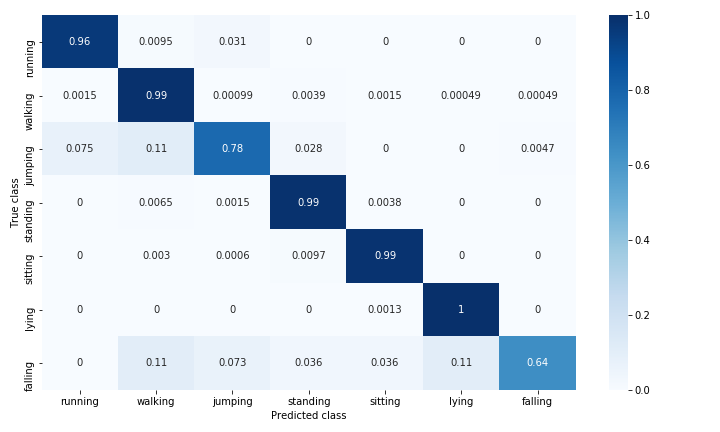 running 0.96 0.0095 0.031 0 0 0 0
walking 0.0015 0.99 0.00099 0.0039 0.0015 0.00049 0.00049
jumping 0.075 0.11 0.78 0.028 0 0 0.0047
standing 0 0.0065 0.0015 0.99 0.0038 0 0
sitting 0 0.003 0.0006 0.0097 0.99 0 0
lying 0 0 0 0 0.0013 1 0
falling 0 0.11 0.073 0.036 0.036 0.11 0.64
running walking jumping standing sitting lying falling
Predicted class
True class
1.0
0.8
0.6
0.4
0.2
0.0